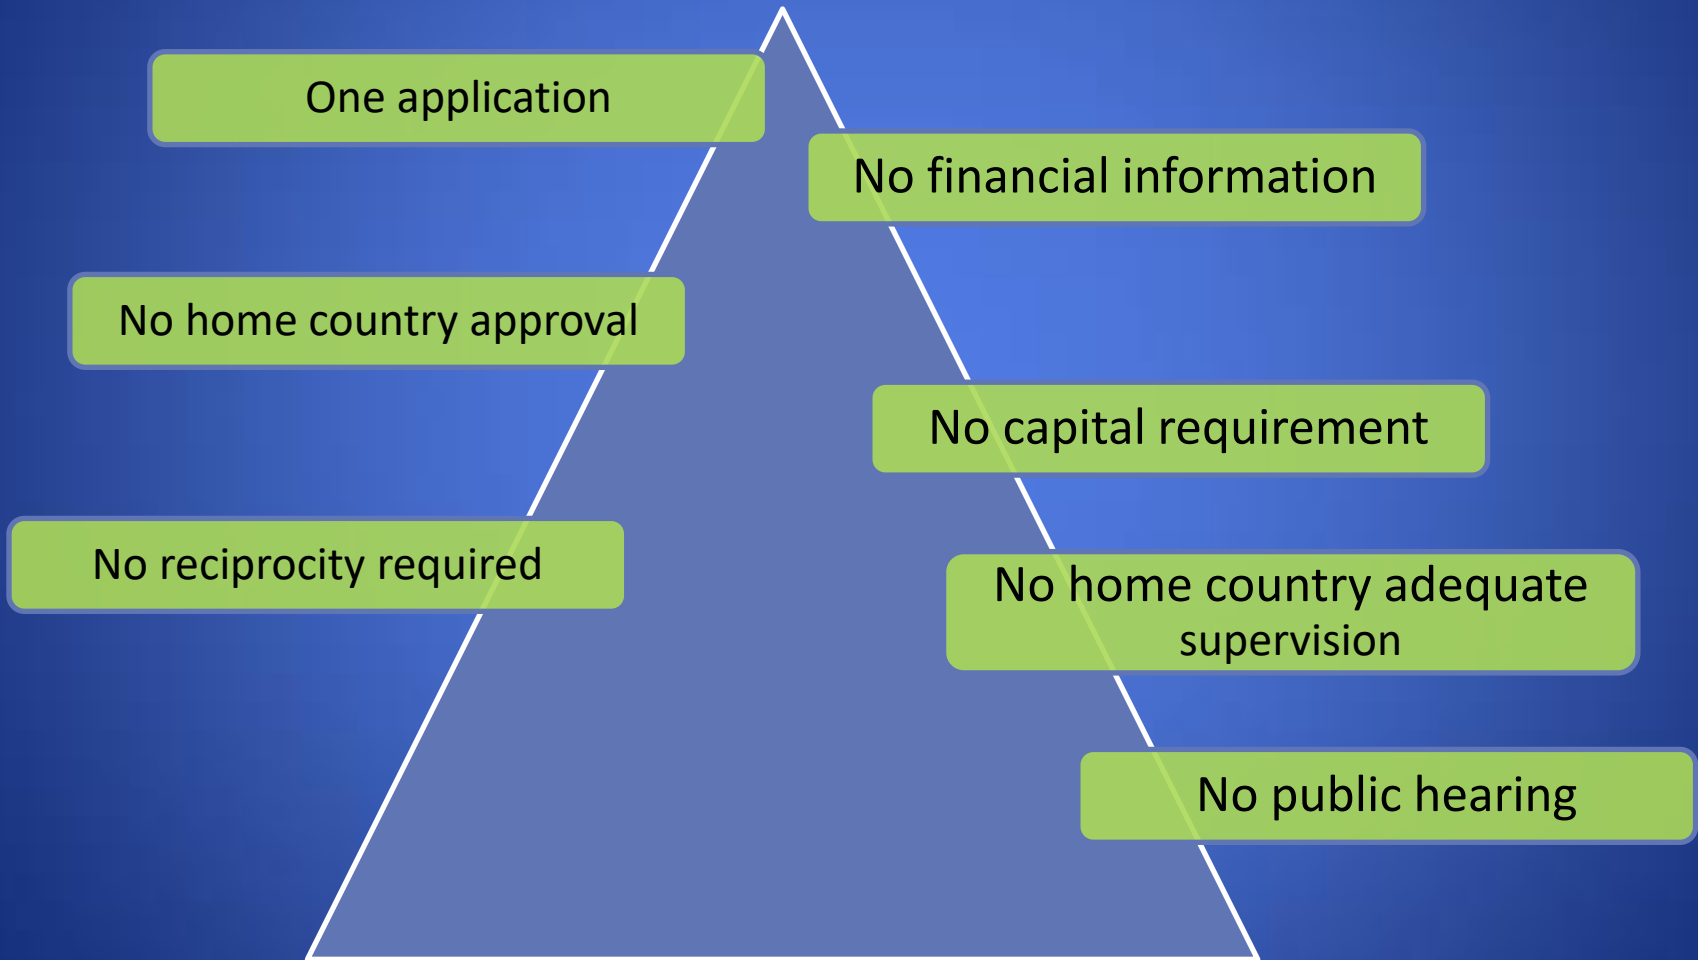 One application
No financial information
No home country approval
No capital requirement
No reciprocity required
No home country adequate
supervision
No public hearing